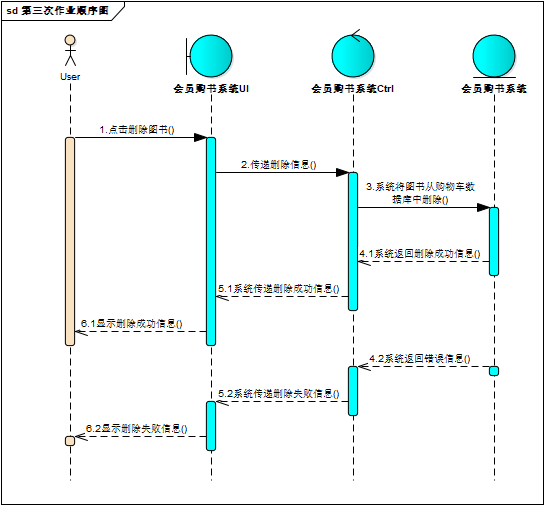 sd 第三次作业顺序图
User
会员购书系统UI
会员购书系统Ctrl
会员购书系统
1.点击删除图书()
2.传递删除信息()
3.系统将图书从购物车数
据库中删除()
4.1系统返回删除成功信息()
5.1系统传递删除成功信息()
6.1显示删除成功信息()
4.2系统返回错误信息()
5.2系统传递删除失败信息()
6.2显示删除失败信息()